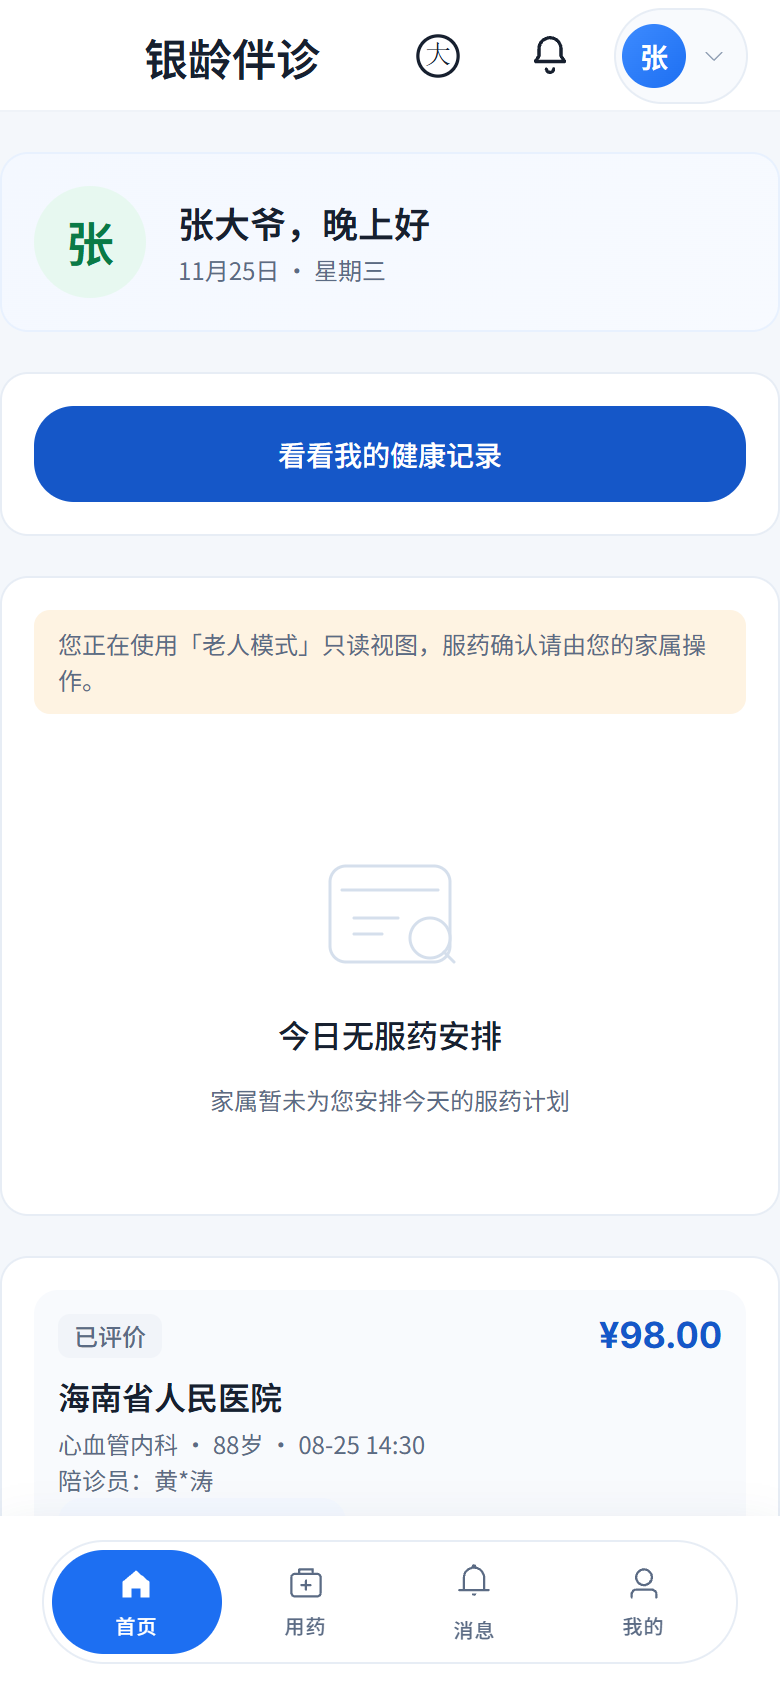 银龄伴诊
大
张
张
张大爷，晚上好
11月25日 · 星期三
看看我的健康记录
您正在使用「老人模式」只读视图，服药确认请由您的家属操
作。
今日无服药安排
家属暂未为您安排今天的服药计划
已评价
¥98.00
海南省人民医院
心血管内科 · 88岁 · 08-25 14:30
陪诊员：黄*涛
首页
用药
消息
我的